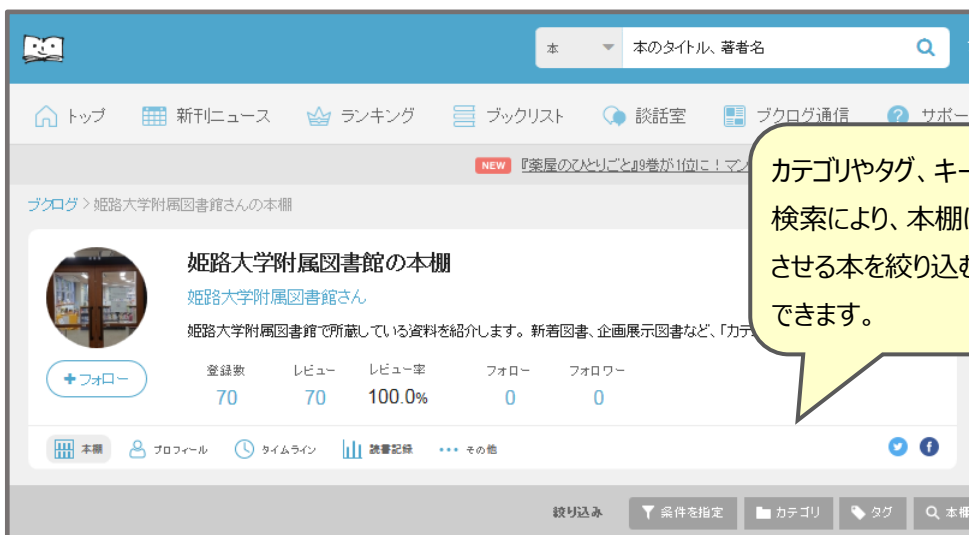 本 本のタイトル、著者名
トップ 新刊ニュース ランキング ブックリスト 談話室 ブクログ通信 サポー
NEW 『薬屋のひとりごと』9巻が1位に！マン
ブクログ > 姫路大学附属図書館さんの本棚
姫路大学附属図書館の本棚
姫路大学附属図書館さん
姫路大学附属図書館で所蔵している資料を紹介します。新着図書、企画展示図書など、「カテ
カテゴリやタグ、キー
検索により、本棚に
させる本を絞り込む
できます。
+フォロー
登録数 レビュー レビュー率 フォロー フォロワー
70 70 100.0% 0 0
本棚 プロフィール タイムライン 読書記録 その他
絞り込み 条件を指定 カテゴリ タグ 本棚